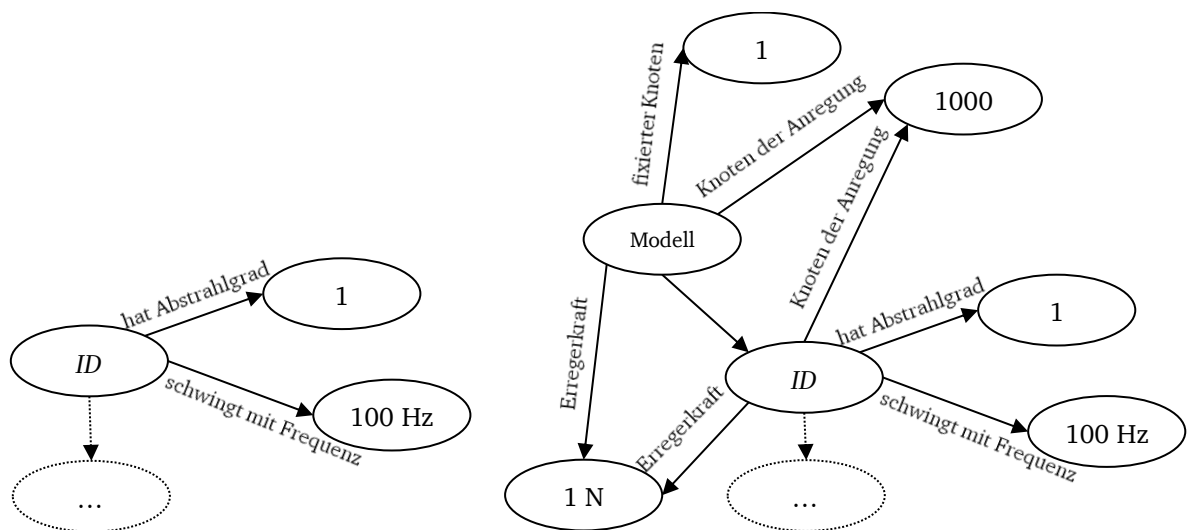 hat Abstrahlgrad
1
ID
schwingt mit Frequenz
100 Hz
...
1
fixierter Knoten
Knoten der Anregung
1000
Modell
Knoten der Anregung
Erregerkraft
hat Abstrahlgrad
1
ID
schwingt mit Frequenz
100 Hz
Erregerkraft
1 N
...